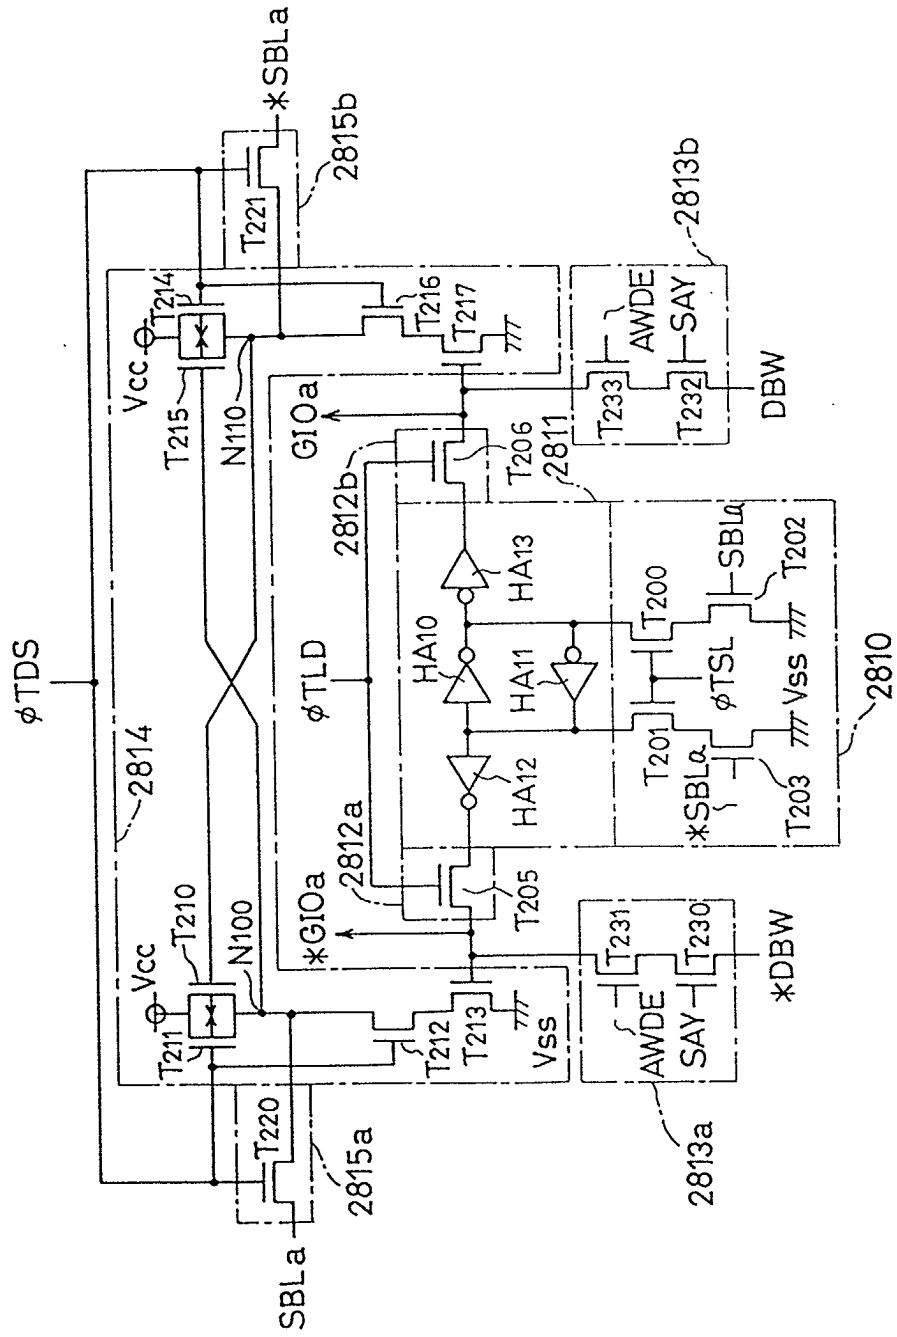 φTDS
*SBLa
2815b
T221
2814
Vcc
T214
T215
N110
T216
T217
GIOa
2813b
AWDE
SAY
T233
T232
DBW
2812b
T206
2811
φTLD
HA13
HA10
HA11
HA12
T200
SBLa
T202
φTSL
Vss
T201
*SBLa
T203
2810
2812a
T205
*GIOa
Vcc
T210
T211
N100
T212
T213
Vss
T220
2815a
SBLa
T231
T230
AWDE
SAY
*DBW
2813a